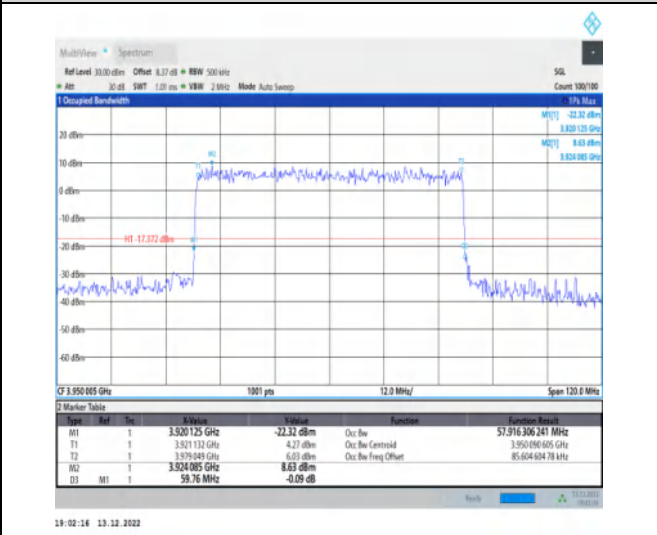 MultiView Spectrum
Ref Level 30.00 dBm Offset 8.37 dB RBW 500 kHz SGL
Att 30 dB SWT 1.01 ms VBW 2 MHz Mode Auto Sweep Count 100/100
1 Occupied Bandwidth 1Pk Max
M1[1] -22.32 dBm
3.920 125 GHz
20 dBm
M2[1] 8.63 dBm
3.924 085 GHz
M2
10 dBm
T1
0 dBm
-10 dBm
H1 -17.372 dBm
-20 dBm
-30 dBm
-40 dBm
-50 dBm
-60 dBm
CF 3.950 005 GHz 1001 pts 12.0 MHz/ Span 120.0 MHz
2 Marker Table
Type Ref Trc X-Value Y-Value Function Function Result
M1 1 3.920 125 GHz -22.32 dBm Occ Bw 57.916 306 241 MHz
T1 1 3.921 132 GHz 4.27 dBm Occ Bw Centroid 3.950 090 605 GHz
T2 1 3.979 049 GHz 6.03 dBm Occ Bw Freq Offset 85.604 604 78 kHz
M2 1 3.924 085 GHz 8.63 dBm
D3 M1 1 59.76 MHz -0.09 dB
Ready 13.12.2022
19:02:16 13.12.2022